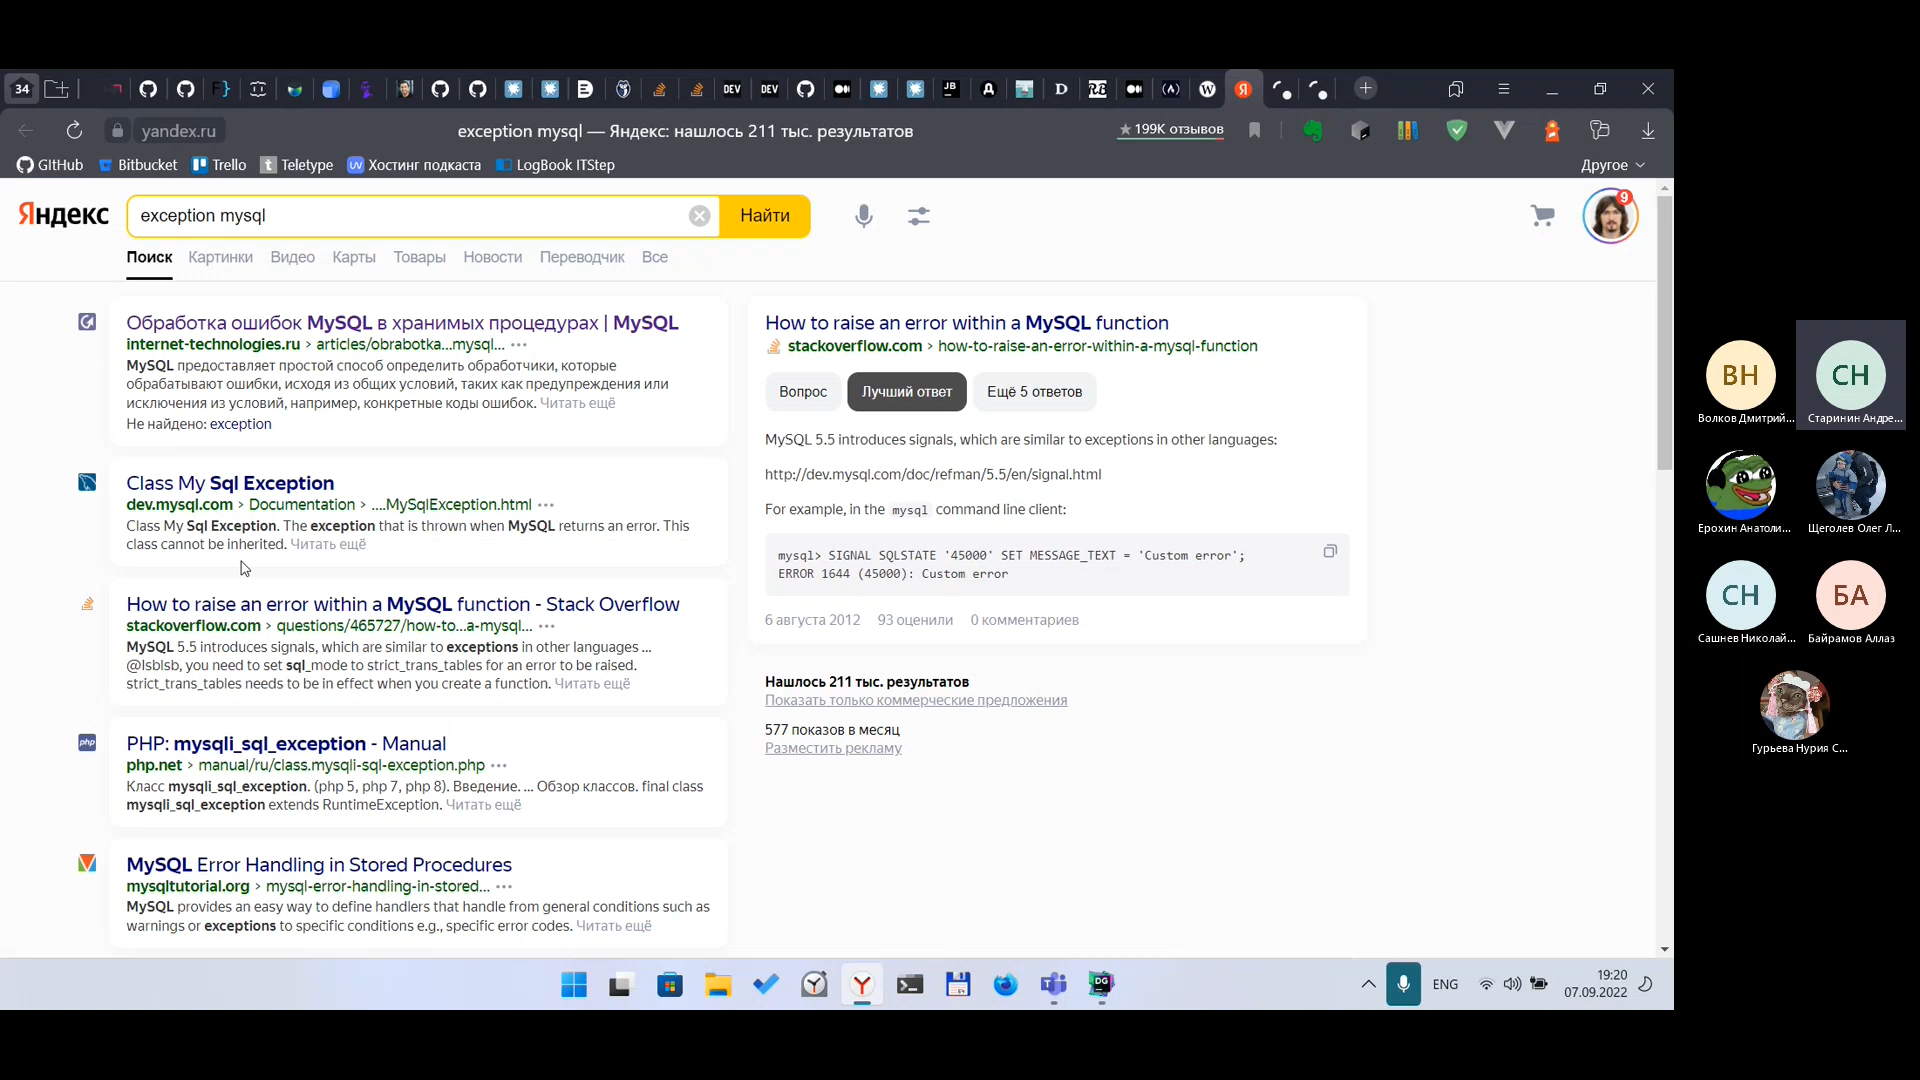 34
DEV
DEV
JB
yandex.ru
exception mysql — Яндекс: нашлось 211 тыс. результатов
★ 199K отзывов
GItHub
Bitbucket
Trello
Teletype
Хостинг подкаста
LogBook ITStep
Другое
Яндекс
exception mysql
Найти
9
Поиск
Картинки
Видео
Карты
Товары
Новости
Переводчик
Все
Обработка ошибок MySQL в хранимых процедурах | MySQL
internet-technologies.ru › articles/obrabotka...mysql...
MySQL предоставляет простой способ определить обработчики, которые
обрабатывают ошибки, исходя из общих условий, таких как предупреждения или
исключения из условий, например, конкретные коды ошибок. Читать ещё
Не найдено: exception
Class My Sql Exception
dev.mysql.com › Documentation › ....MySqlException.html
Class My Sql Exception. The exception that is thrown when MySQL returns an error. This
class cannot be inherited. Читать ещё
How to raise an error within a MySQL function - Stack Overflow
stackoverflow.com › questions/465727/how-to...a-mysql...
MySQL 5.5 introduces signals, which are similar to exceptions in other languages ...
@lsblsb, you need to set sql_mode to strict_trans_tables for an error to be raised.
strict_trans_tables needs to be in effect when you create a function. Читать ещё
php
PHP: mysqli_sql_exception - Manual
php.net › manual/ru/class.mysqli-sql-exception.php
Класс mysqli_sql_exception. (php 5, php 7, php 8). Введение. ... Обзор классов. final class
mysqli_sql_exception extends RuntimeException. Читать ещё
MySQL Error Handling in Stored Procedures
mysqltutorial.org › mysql-error-handling-in-stored...
MySQL provides an easy way to define handlers that handle from general conditions such as
warnings or exceptions to specific conditions e.g., specific error codes. Читать ещё
How to raise an error within a MySQL function
stackoverflow.com › how-to-raise-an-error-within-a-mysql-function
Вопрос
Лучший ответ
Ещё 5 ответов
MySQL 5.5 introduces signals, which are similar to exceptions in other languages:
http://dev.mysql.com/doc/refman/5.5/en/signal.html
For example, in the mysql command line client:
mysql> SIGNAL SQLSTATE '45000' SET MESSAGE_TEXT = 'Custom error';
ERROR 1644 (45000): Custom error
6 августа 2012 93 оценили 0 комментариев
Нашлось 211 тыс. результатов
Показать только коммерческие предложения
577 показов в месяц
Разместить рекламу
ВН
Волков Дмитрий...
СН
Старинин Андре...
Ерохин Анатоли...
Щеголев Олег Л...
СН
Сашнев Николай...
БА
Байрамов Аллаз
Гурьева Нурия С...
DG
ENG
19:20
07.09.2022